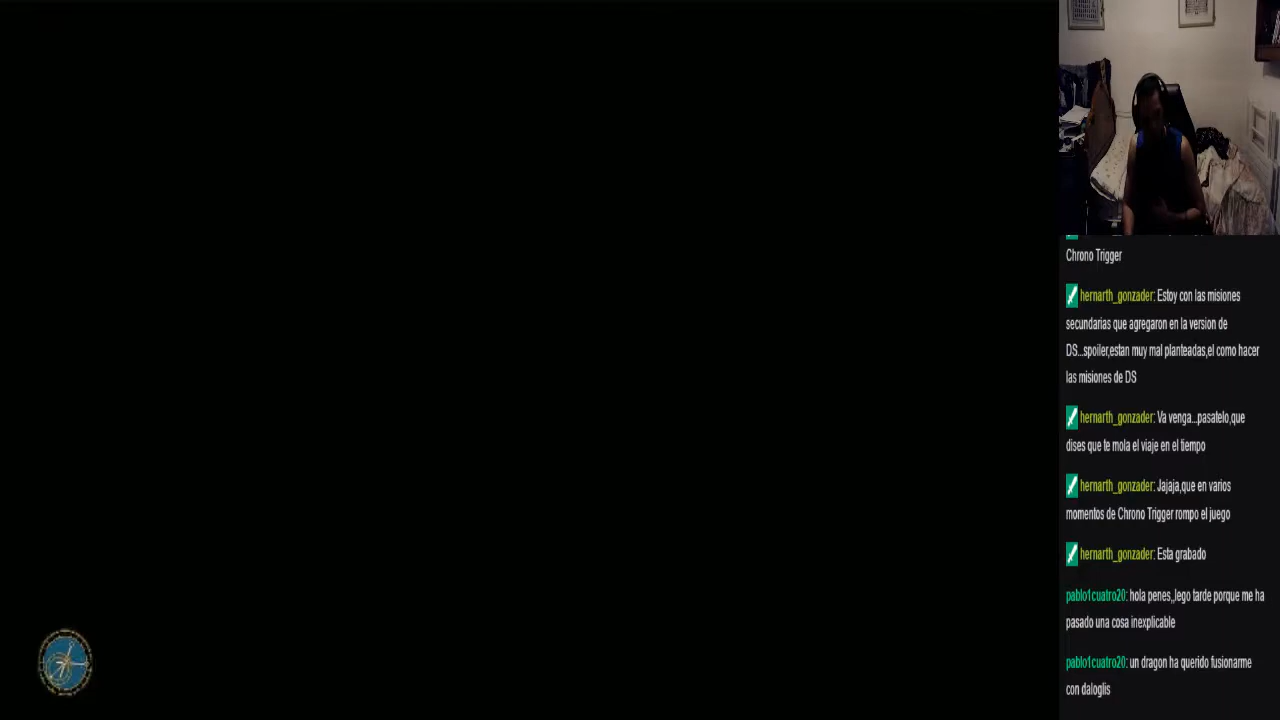 Chrono Trigger
hernarth_gonzader: Estoy con las misiones
secundarias que agregaron en la version de
DS...spoiler,estan muy mal planteadas,el como hacer
las misiones de DS
hernarth_gonzader: Va venga...pasatelo,que
dises que te mola el viaje en el tiempo
hernarth_gonzader: Jajaja,que en varios
momentos de Chrono Trigger rompo el juego
hernarth_gonzader: Esta grabado
pablo1cuatro20: hola penes,,lego tarde porque me ha
pasado una cosa inexplicable
pablo1cuatro20: un dragon ha querido fusionarme
con daloglis